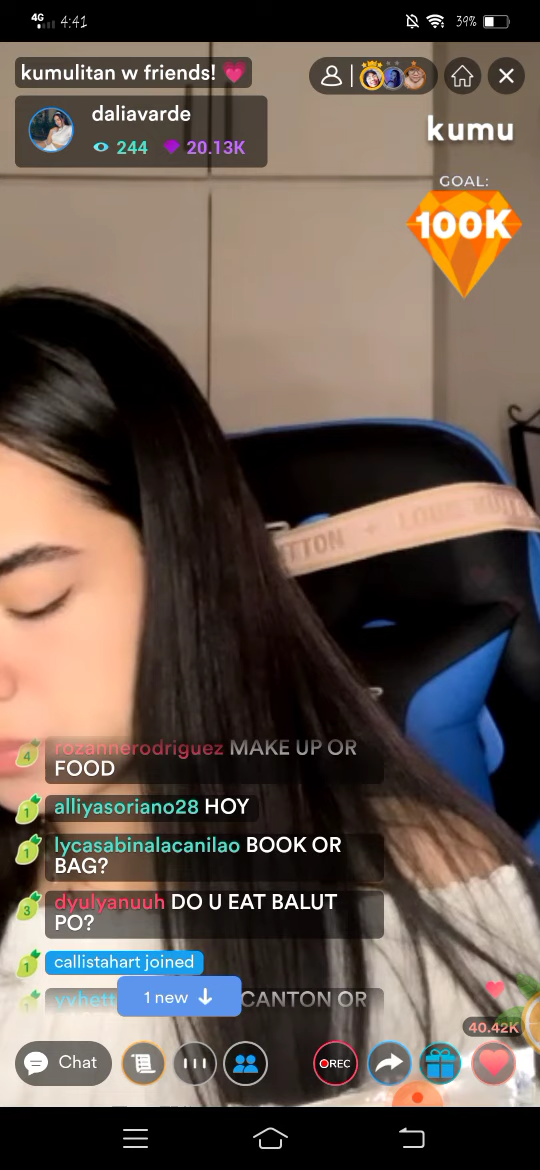 4G 4:41
39%
kumulitan w friends!
daliavarde
244 20.13K
kumu
GOAL:
100K
rozannerodriguez MAKE UP OR
FOOD
alliyasoriano28 HOY
lycasabinalacanilao BOOK OR
BAG?
dyulyanuuh DO U EAT BALUT
PO?
callistahart joined
yvhett CANTON OR
1 new
40.42K
Chat
REC
4
1
1
3
1
1